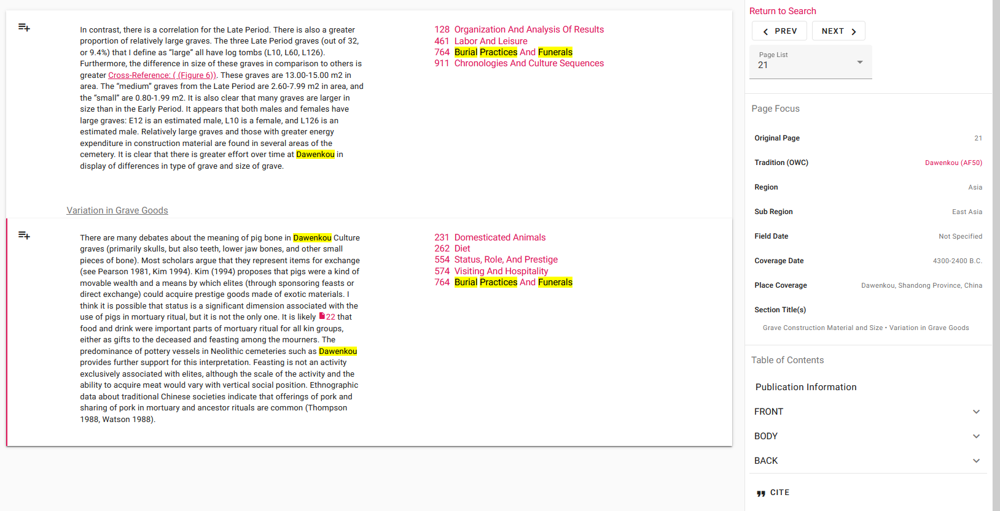 In contrast, there is a correlation for the Late Period. There is also a greater
proportion of relatively large graves. The three Late Period graves (out of 32,
or 9.4%) that I define as “large” all have log tombs (L10, L60, L126).
Furthermore, the difference in size of these graves in comparison to others is
greater Cross-Reference: ( (Figure 6)). These graves are 13.00-15.00 m2 in
area. The “medium” graves from the Late Period are 2.60-7.99 m2 in area, and
the “small” are 0.80-1.99 m2. It is also clear that many graves are larger in
size than in the Early Period. It appears that both males and females have
large graves: E12 is an estimated male, L10 is a female, and L126 is an
estimated male. Relatively large graves and those with greater energy
expenditure in construction material are found in several areas of the
cemetery. It is clear that there is greater effort over time at Dawenkou in
display of differences in type of grave and size of grave.
128 Organization And Analysis Of Results
461 Labor And Leisure
764 Burial Practices And Funerals
911 Chronologies And Culture Sequences
Variation in Grave Goods
There are many debates about the meaning of pig bone in Dawenkou Culture
graves (primarily skulls, but also teeth, lower jaw bones, and other small
pieces of bone). Most scholars argue that they represent items for exchange
(see Pearson 1981, Kim 1994). Kim (1994) proposes that pigs were a kind of
movable wealth and a means by which elites (through sponsoring feasts or
direct exchange) could acquire prestige goods made of exotic materials. I
think it is possible that status is a significant dimension associated with the
use of pigs in mortuary ritual, but it is not the only one. It is likely 22 that
food and drink were important parts of mortuary ritual for all kin groups,
either as gifts to the deceased and feasting among the mourners. The
predominance of pottery vessels in Neolithic cemeteries such as Dawenkou
provides further support for this interpretation. Feasting is not an activity
exclusively associated with elites, although the scale of the activity and the
ability to acquire meat would vary with vertical social position. Ethnographic
data about traditional Chinese societies indicate that offerings of pork and
sharing of pork in mortuary and ancestor rituals are common (Thompson
1988, Watson 1988).
231 Domesticated Animals
262 Diet
554 Status, Role, And Prestige
574 Visiting And Hospitality
764 Burial Practices And Funerals
Return to Search
PREV NEXT
Page List
21
Page Focus
Original Page 21
Tradition (OWC) Dawenkou (AF50)
Region Asia
Sub Region East Asia
Field Date Not Specified
Coverage Date 4300-2400 B.C.
Place Coverage Dawenkou, Shandong Province, China
Section Title(s)
Grave Construction Material and Size • Variation in Grave Goods
Table of Contents
Publication Information
FRONT
BODY
BACK
CITE